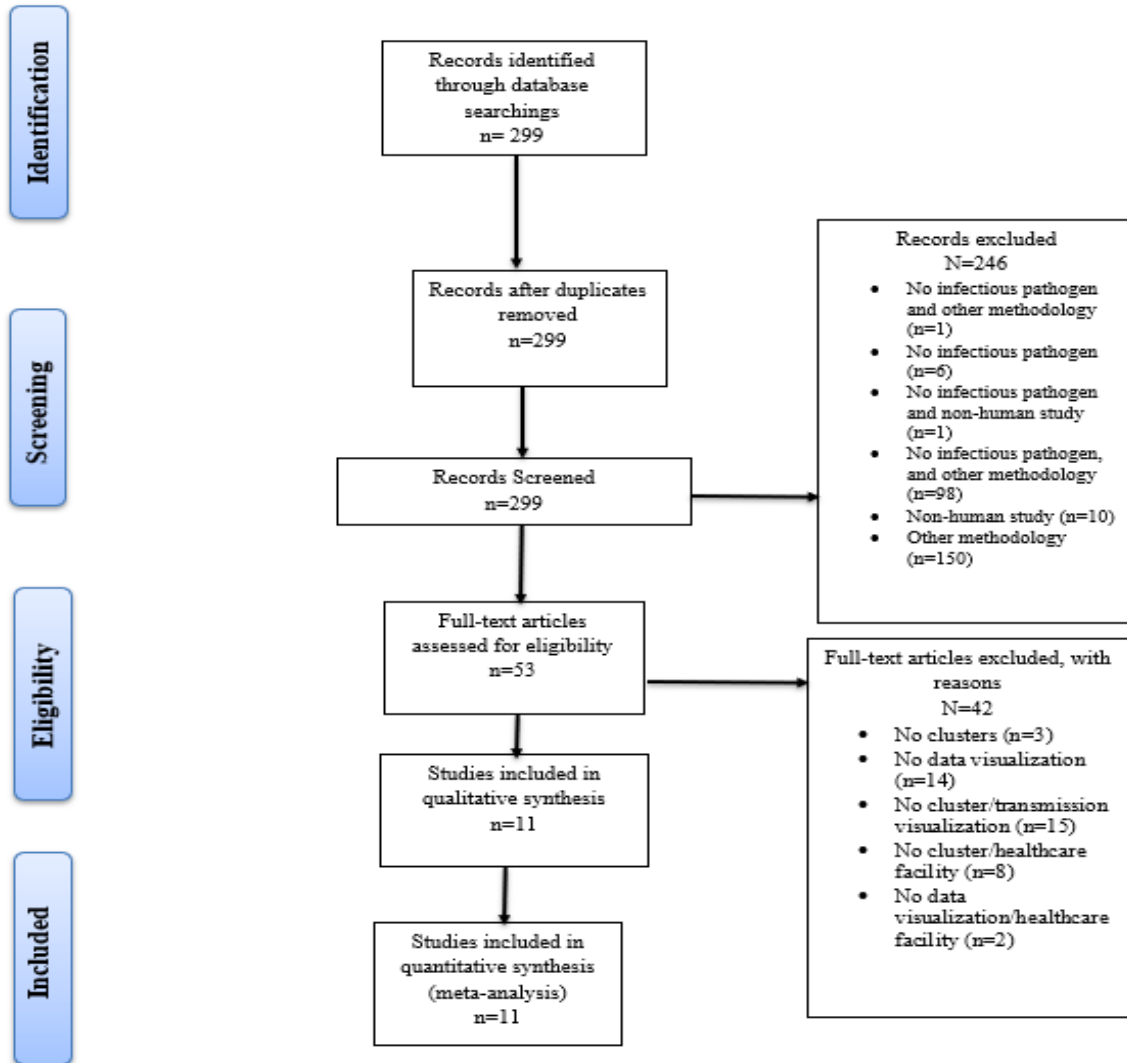 Identification
Records identified
through database
searchings
n= 299
Records excluded
N=246
• No infectious pathogen
and other methodology
(n=1)
• No infectious pathogen
(n=6)
• No infectious pathogen
and non-human study
(n=1)
• No infectious pathogen,
and other methodology
(n=98)
• Non-human study (n=10)
• Other methodology
(n=150)
Screening
Records after duplicates
removed
n=299
Records Screened
n=299
Eligibility
Full-text articles
assessed for eligibility
n=53
Full-text articles excluded, with
reasons
N=42
• No clusters (n=3)
• No data visualization
(n=14)
• No cluster/transmission
visualization (n=15)
• No cluster/healthcare
facility (n=8)
• No data
visualization/healthcare
facility (n=2)
Studies included in
qualitative synthesis
n=11
Included
Studies included in
quantitative synthesis
(meta-analysis)
n=11